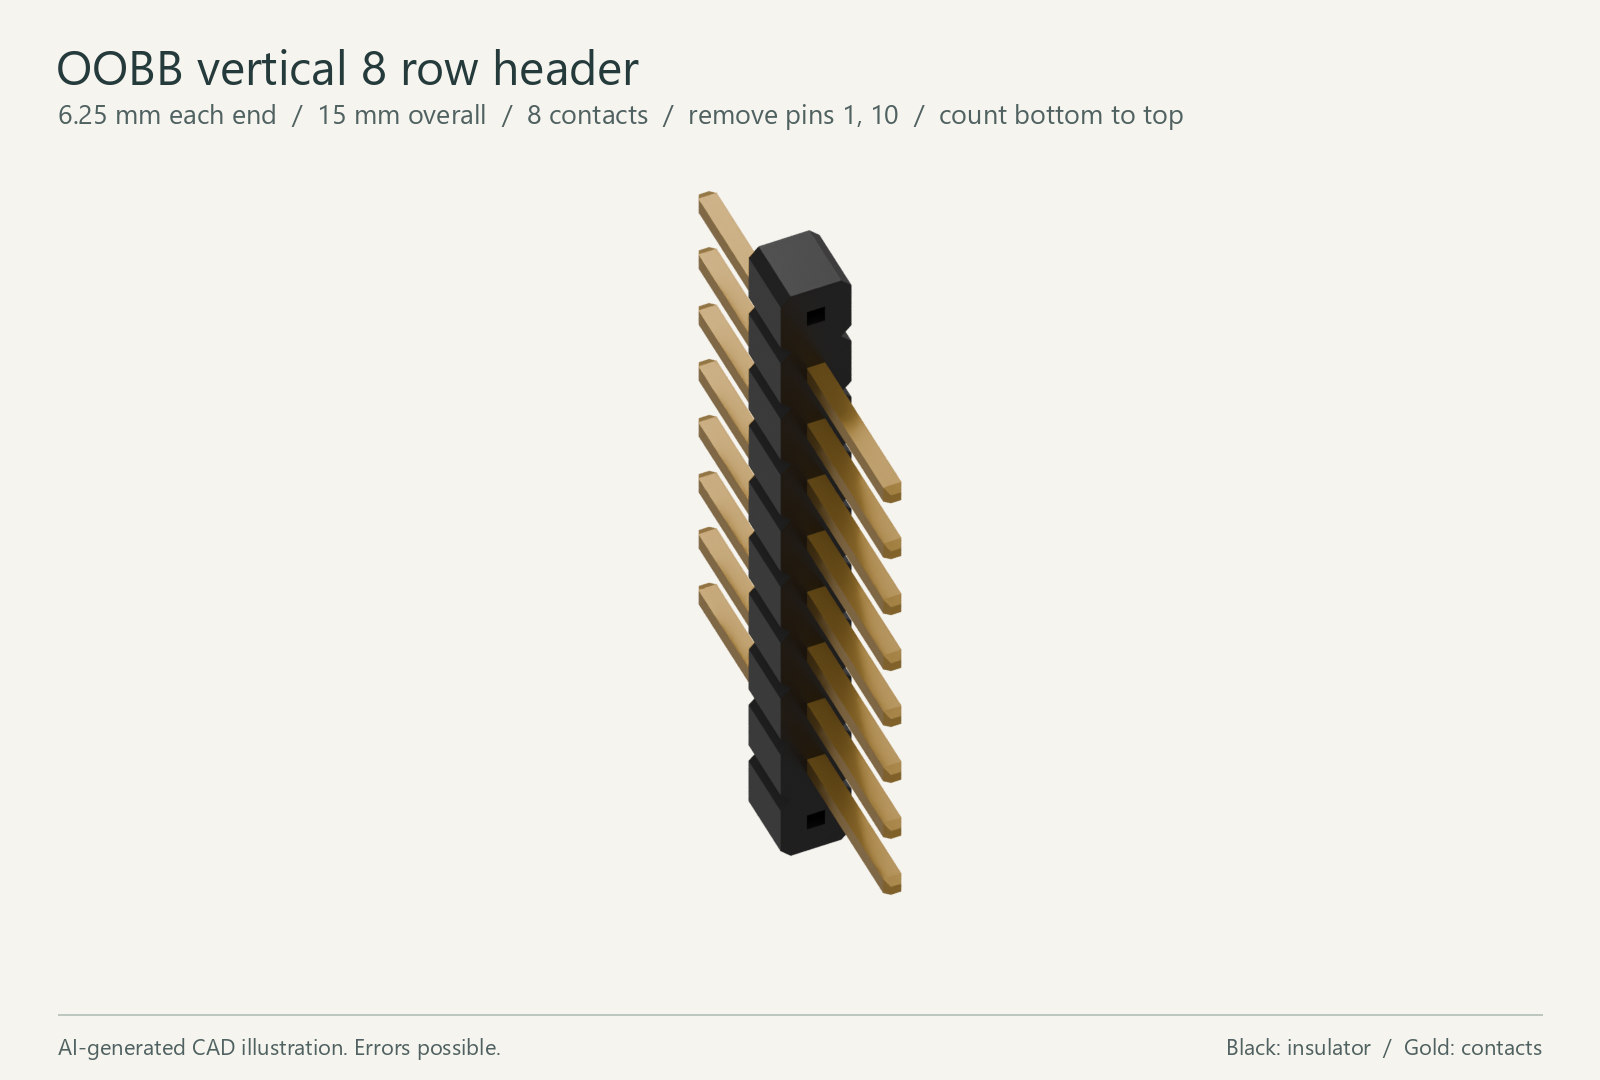 OOBB vertical 8 row header
6.25 mm each end / 15 mm overall / 8 contacts / remove pins 1, 10 / count bottom to top
AI-generated CAD illustration. Errors possible.
Black: insulator / Gold: contacts